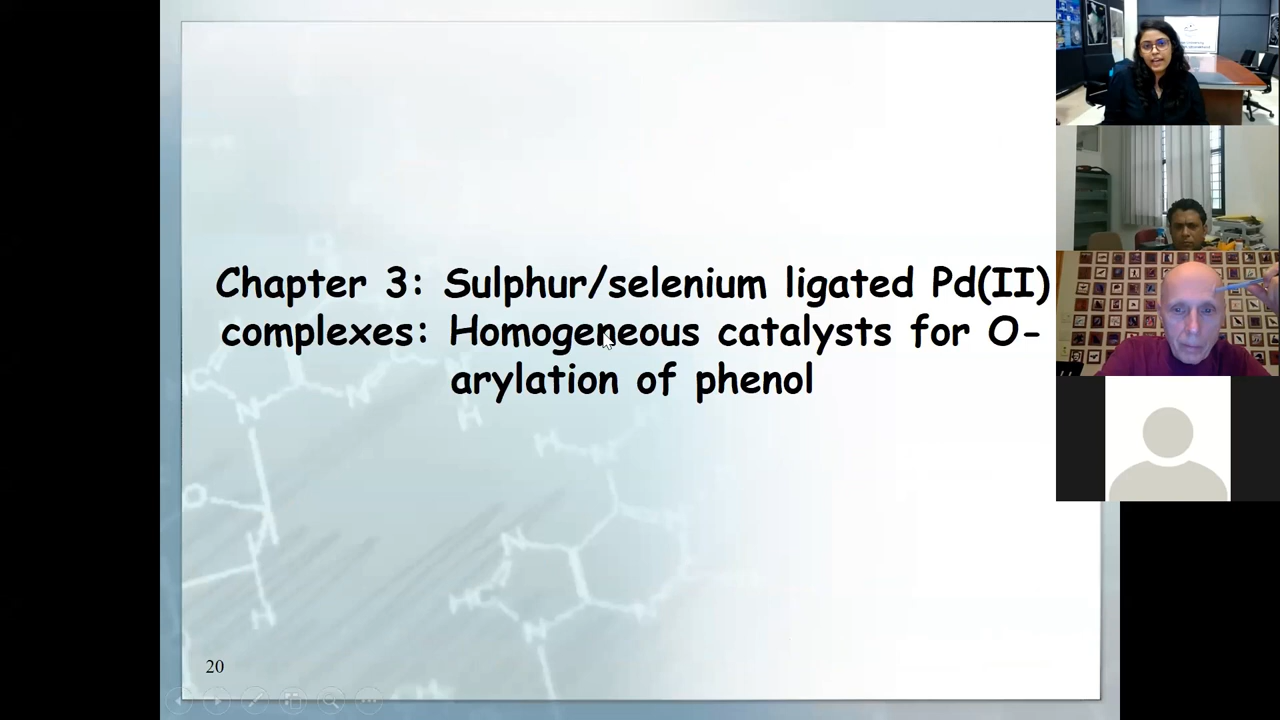 Chapter 3: Sulphur/selenium ligated Pd(II)
complexes: Homogeneous catalysts for O-
arylation of phenol
20